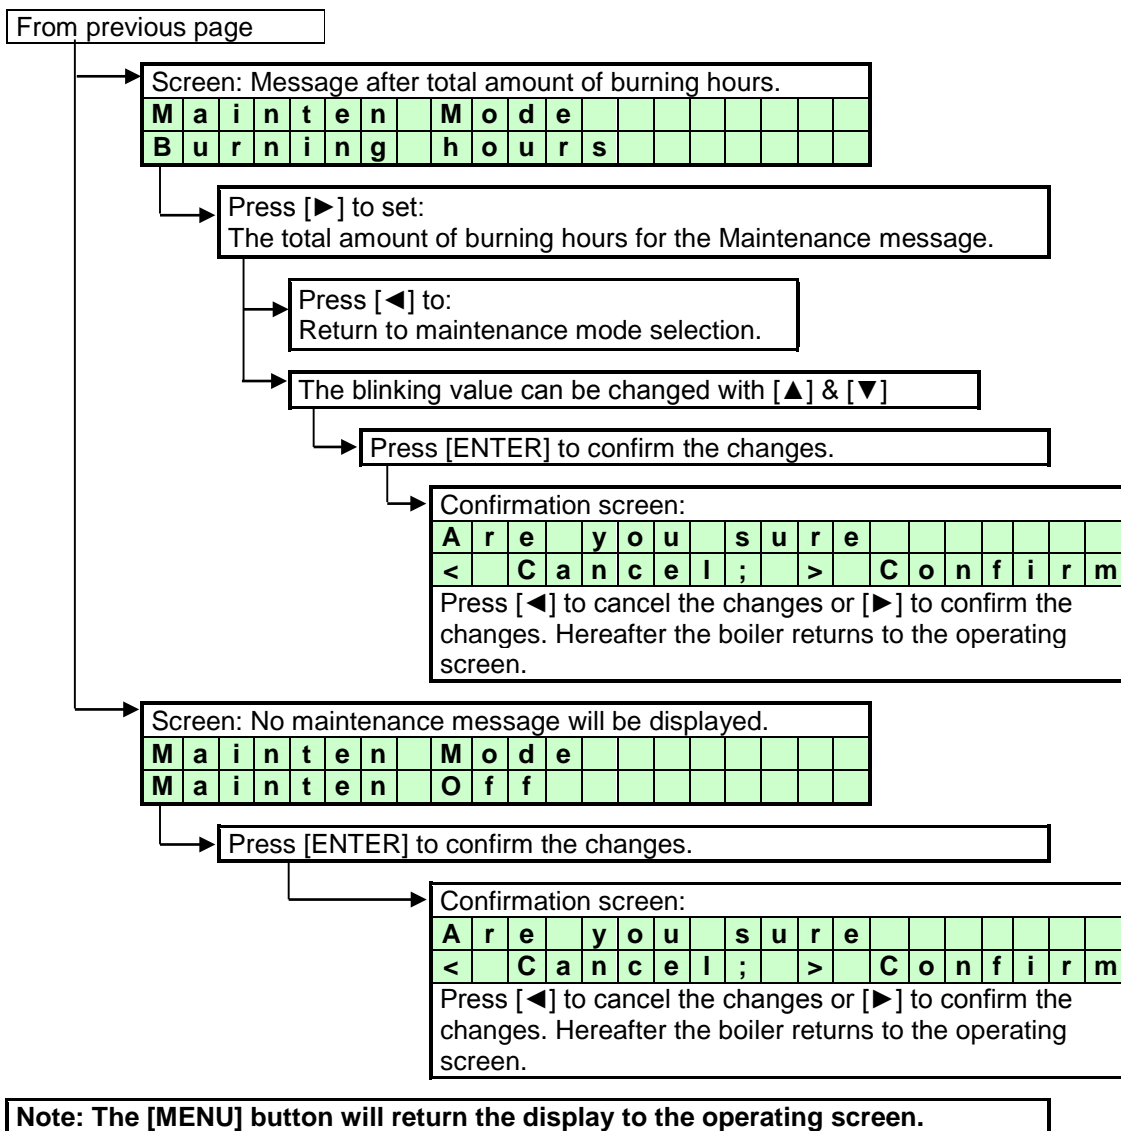 From previous page
Screen: Message after total amount of burning hours.
Mainten Mode
Burning hours
Press [►] to set:
The total amount of burning hours for the Maintenance message.
Press [◄] to:
Return to maintenance mode selection.
The blinking value can be changed with [▲] & [▼]
Press [ENTER] to confirm the changes.
Confirmation screen:
Are you sure
< Cancel; > Confirm
Press [◄] to cancel the changes or [►] to confirm the
changes. Hereafter the boiler returns to the operating
screen.
Screen: No maintenance message will be displayed.
Mainten Mode
Mainten Off
Press [ENTER] to confirm the changes.
Confirmation screen:
Are you sure
< Cancel; > Confirm
Press [◄] to cancel the changes or [►] to confirm the
changes. Hereafter the boiler returns to the operating
screen.
Note: The [MENU] button will return the display to the operating screen.